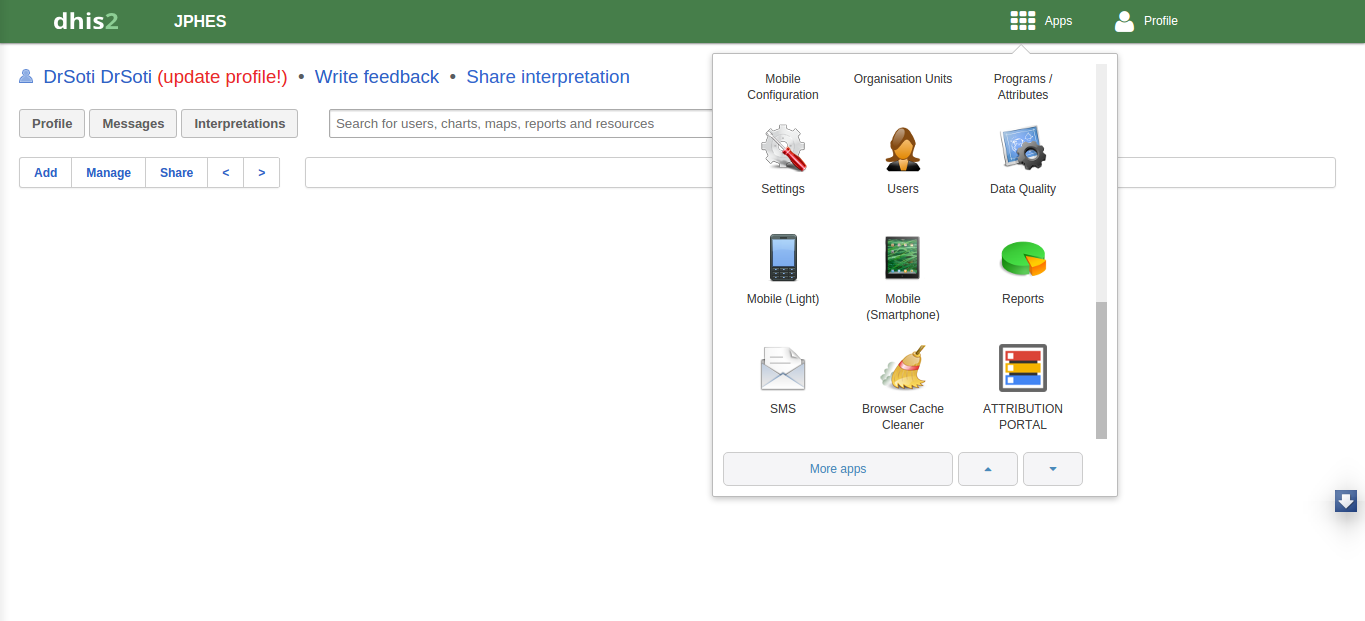 dhis2 JPHES Apps Profile
DrSoti DrSoti (update profile!) • Write feedback • Share interpretation
Profile Messages Interpretations Search for users, charts, maps, reports and resources
Add Manage Share < >
Mobile Configuration
Organisation Units
Programs / Attributes
Settings
Users
Data Quality
Mobile (Light)
Mobile (Smartphone)
Reports
SMS
Browser Cache Cleaner
ATTRIBUTION PORTAL
More apps